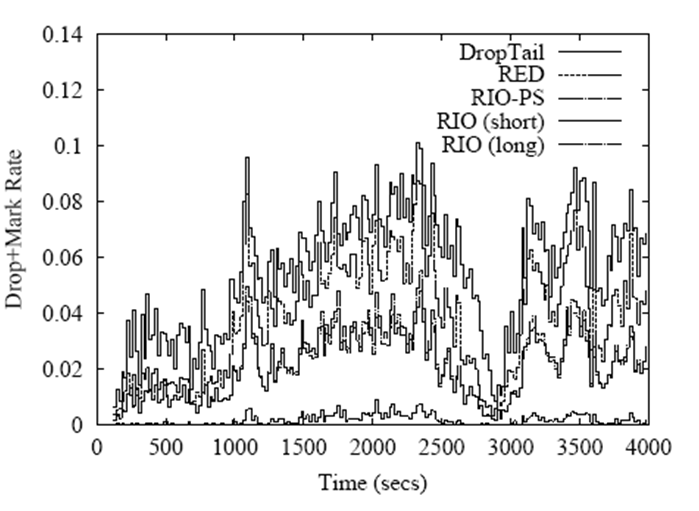 0.14
0.12
0.1
0.08
0.06
0.04
0.02
0
Drop+Mark Rate
DropTail
RED
RIO-PS
RIO (short)
RIO (long)
0 500 1000 1500 2000 2500 3000 3500 4000
Time (secs)